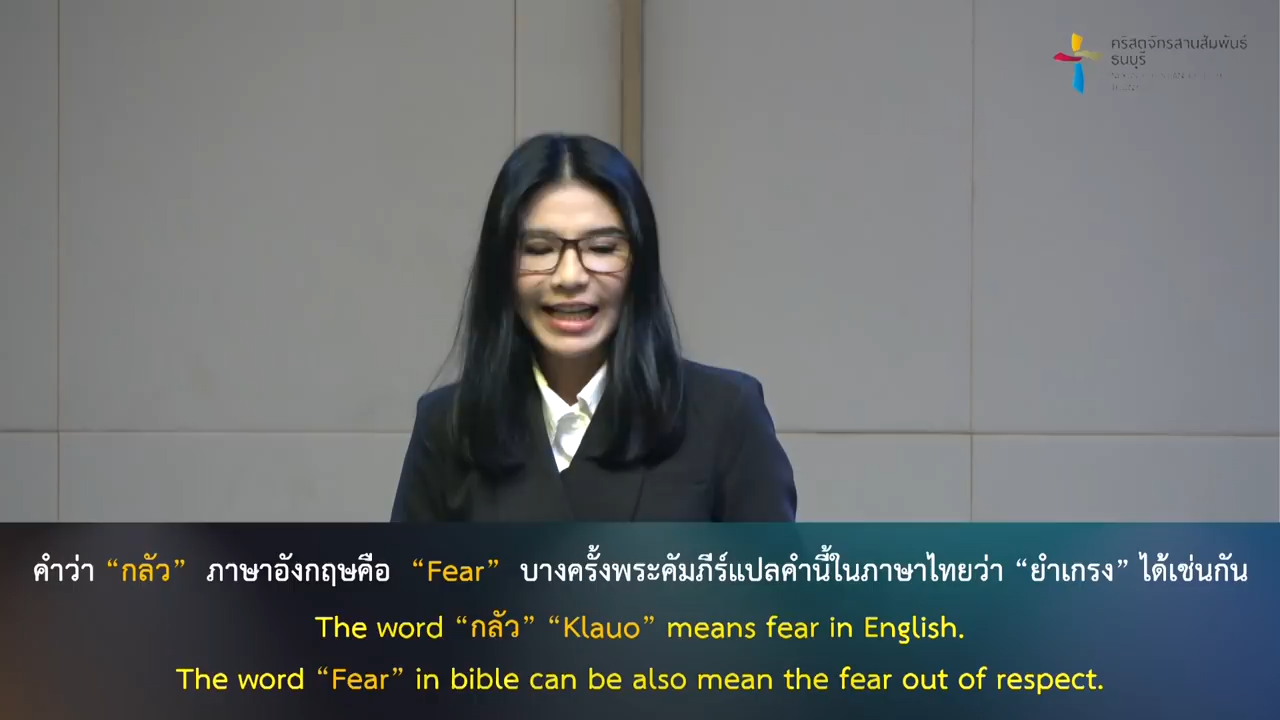 คริสตจักรสานสัมพันธ์
ธนบุรี
คำว่า “กลัว” ภาษาอังกฤษคือ “Fear” บางครั้งพระคัมภีร์แปลคำนี้ในภาษาไทยว่า “ยำเกรง” ได้เช่นกัน
The word “กลัว” “Klauo” means fear in English.
The word “Fear” in bible can be also mean the fear out of respect.